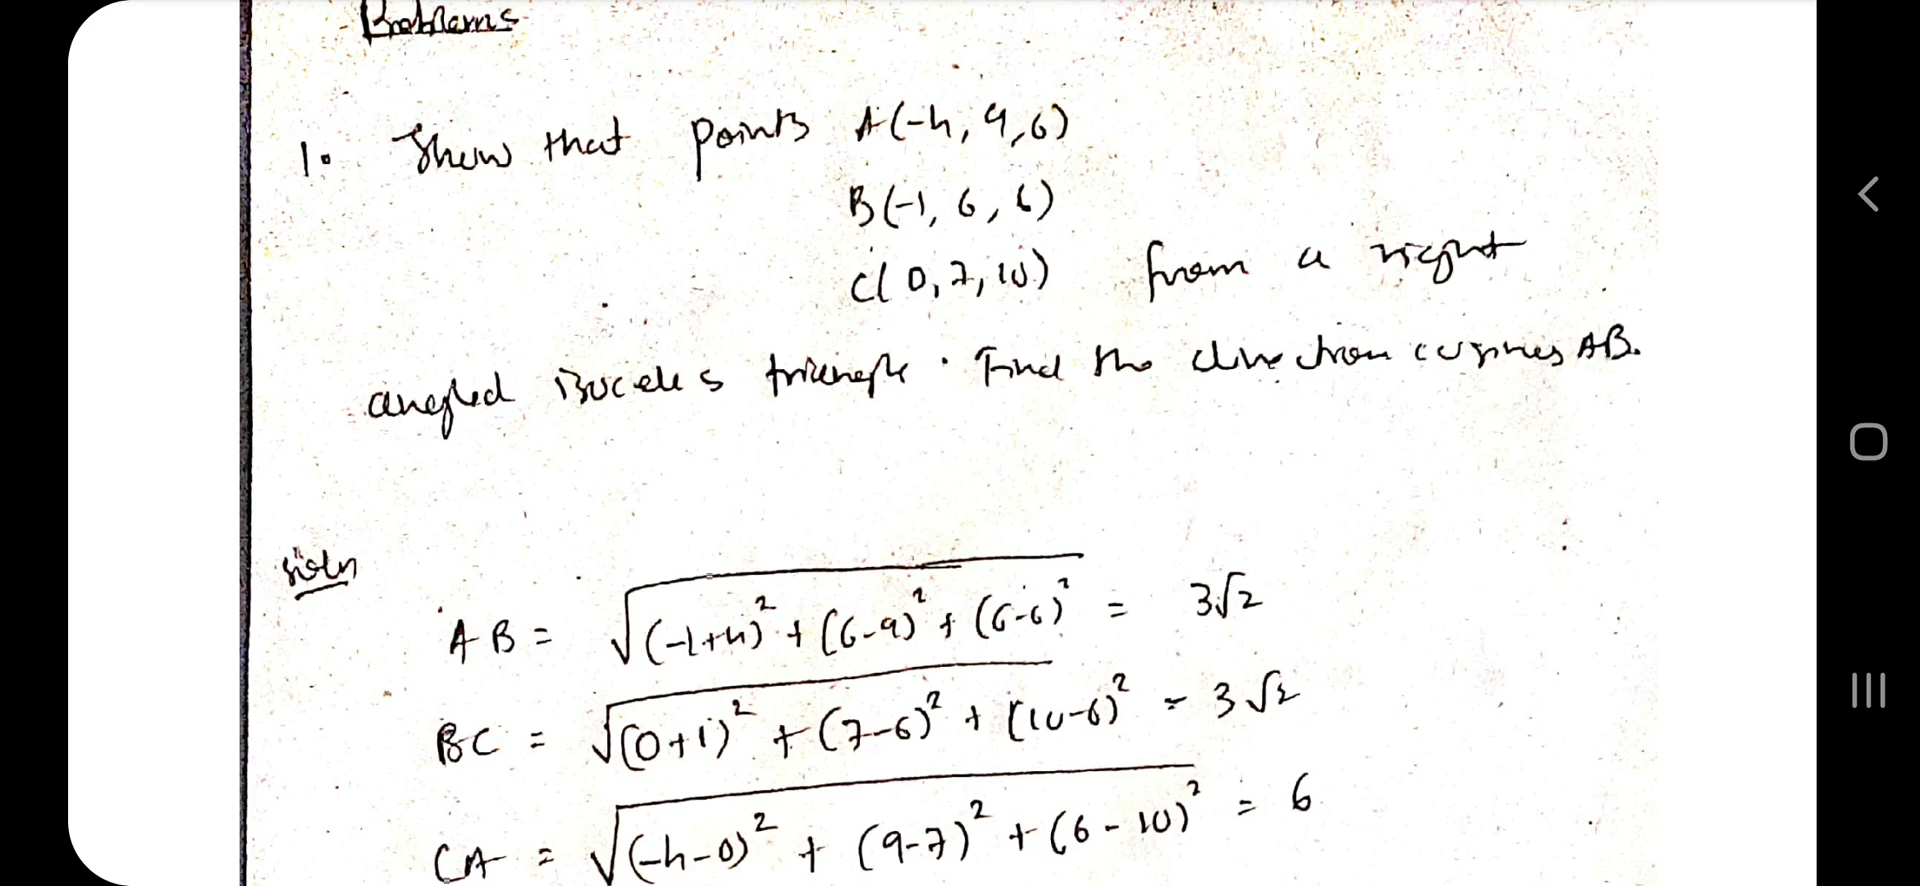 Problems
1. Show that points A(-4, 9, 6)
B(-1, 6, 6)
C(0, 7, 10) from a right
angled isoceles triangle. Find the direction cosines AB.
soln
AB = √(-1+4)² + (6-9)² + (6-6)² = 3√2
BC = √(0+1)² + (7-6)² + (10-6)² = 3√2
CA = √(-4-0)² + (9-7)² + (6-10)² = 6